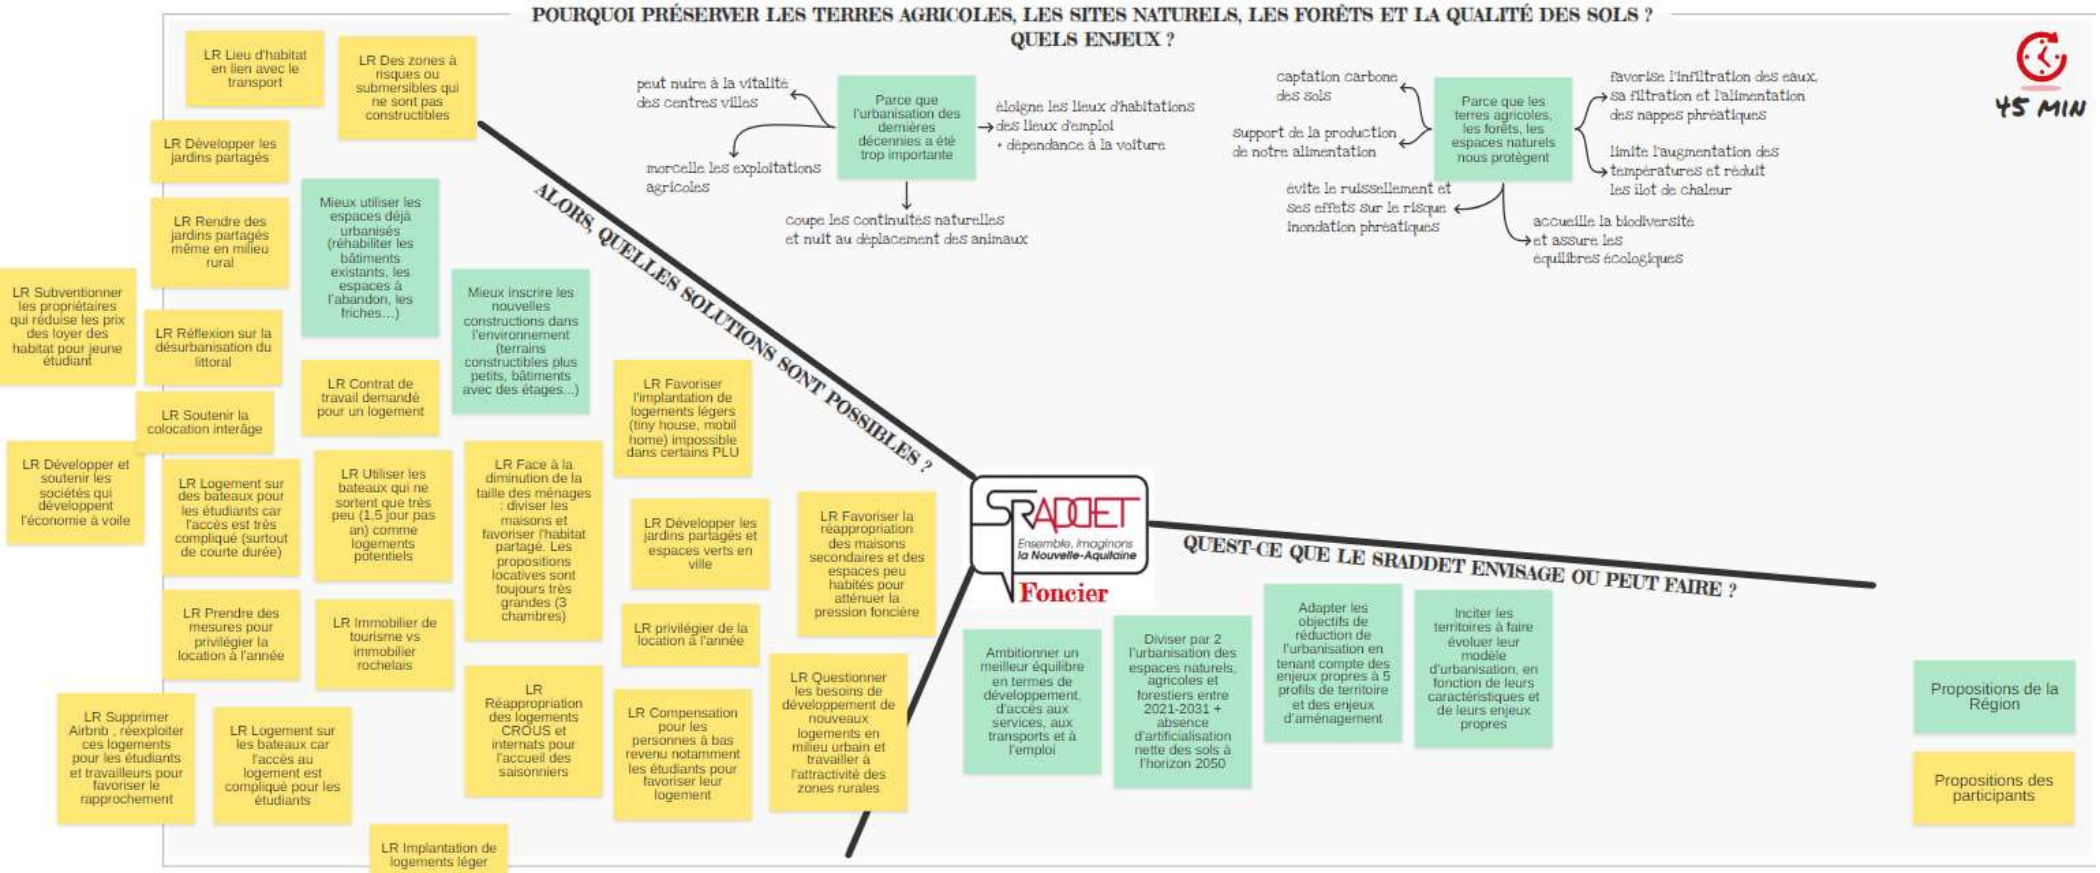 POURQUOI PRÉSERVER LES TERRES AGRICOLES, LES SITES NATURELS, LES FORÊTS ET LA QUALITÉ DES SOLS ?
QUELS ENJEUX ?
45 MIN
peut nuire à la vitalité
des centres villes
morcelle les exploitations
agricoles
Parce que
l'urbanisation des
dernières
décennies a été
trop importante
éloigne les lieux d'habitations
des lieux d'emploi
+ dépendance à la voiture
coupe les continuités naturelles
et nuit au déplacement des animaux
captation carbone
des sols
support de la production
de notre alimentation
évite le ruissellement et
ses effets sur le risque
inondation phréatiques
Parce que les
terres agricoles,
les forêts, les
espaces naturels
nous protègent
favorise l'infiltration des eaux,
sa filtration et l'alimentation
des nappes phréatiques
limite l'augmentation des
températures et réduit
les îlot de chaleur
accueille la biodiversité
et assure les
équilibres écologiques
ALORS, QUELLES SOLUTIONS SONT POSSIBLES ?
LR Lieu d'habitat
en lien avec le
transport
LR Des zones à
risques ou
submersibles qui
ne sont pas
constructibles
LR Développer les
jardins partagés
LR Rendre des
jardins partagés
même en milieu
rural
Mieux utiliser les
espaces déjà
urbanisés
(réhabiliter les
bâtiments
existants, les
espaces à
l'abandon, les
friches...)
Mieux inscrire les
nouvelles
constructions dans
l'environnement
(terrains
constructibles plus
petits, bâtiments
avec des étages...)
LR Subventionner
les propriétaires
qui réduise les prix
des loyer des
habitat pour jeune
étudiant
LR Réflexion sur la
désurbanisation du
littoral
LR Contrat de
travail demandé
pour un logement
LR Favoriser
l'implantation de
logements légers
(tiny house, mobil
home) impossible
dans certains PLU
LR Soutenir la
colocation interâge
LR Développer et
soutenir les
sociétés qui
développent
l'économie à voile
LR Logement sur
des bateaux pour
les étudiants car
l'accès est très
compliqué (surtout
de courte durée)
LR Utiliser les
bateaux qui ne
sortent que très
peu (1,5 jour pas
an) comme
logements
potentiels
LR Face à la
diminution de la
taille des ménages
: diviser les
maisons et
favoriser l'habitat
partagé. Les
propositions
locatives sont
toujours très
grandes (3
chambres)
LR Développer les
jardins partagés et
espaces verts en
ville
LR Favoriser la
réappropriation
des maisons
secondaires et des
espaces peu
habités pour
atténuer la
pression foncière
LR Prendre des
mesures pour
privilégier la
location à l'année
LR Immobilier de
tourisme vs
immobilier
rochelais
LR privilégier de la
location à l'année
LR Supprimer
Airbnb , réexploiter
ces logements
pour les étudiants
et travailleurs pour
favoriser le
rapprochement
LR Logement sur
les bateaux car
l'accès au
logement est
compliqué pour les
étudiants
LR
Réappropriation
des logements
CROUS et
internats pour
l'accueil des
saisonniers
LR Compensation
pour les
personnes à bas
revenu notamment
les étudiants pour
favoriser leur
logement
LR Questionner
les besoins de
développement de
nouveaux
logements en
milieu urbain et
travailler à
l'attractivité des
zones rurales
LR Implantation de
logements léger
SRADDET
Ensemble, imaginons
la Nouvelle-Aquitaine
Foncier
QUEST-CE QUE LE SRADDET ENVISAGE OU PEUT FAIRE ?
Ambitionner un
meilleur équilibre
en termes de
développement,
d'accès aux
services, aux
transports et à
l'emploi
Diviser par 2
l'urbanisation des
espaces naturels,
agricoles et
forestiers entre
2021-2031 +
absence
d'artificialisation
nette des sols à
l'horizon 2050
Adapter les
objectifs de
réduction de
l'urbanisation en
tenant compte des
enjeux propres à 5
profils de territoire
et des enjeux
d'aménagement
Inciter les
territoires à faire
évoluer leur
modèle
d'urbanisation, en
fonction de leurs
caractéristiques et
de leurs enjeux
propres
Propositions de la
Région
Propositions des
participants